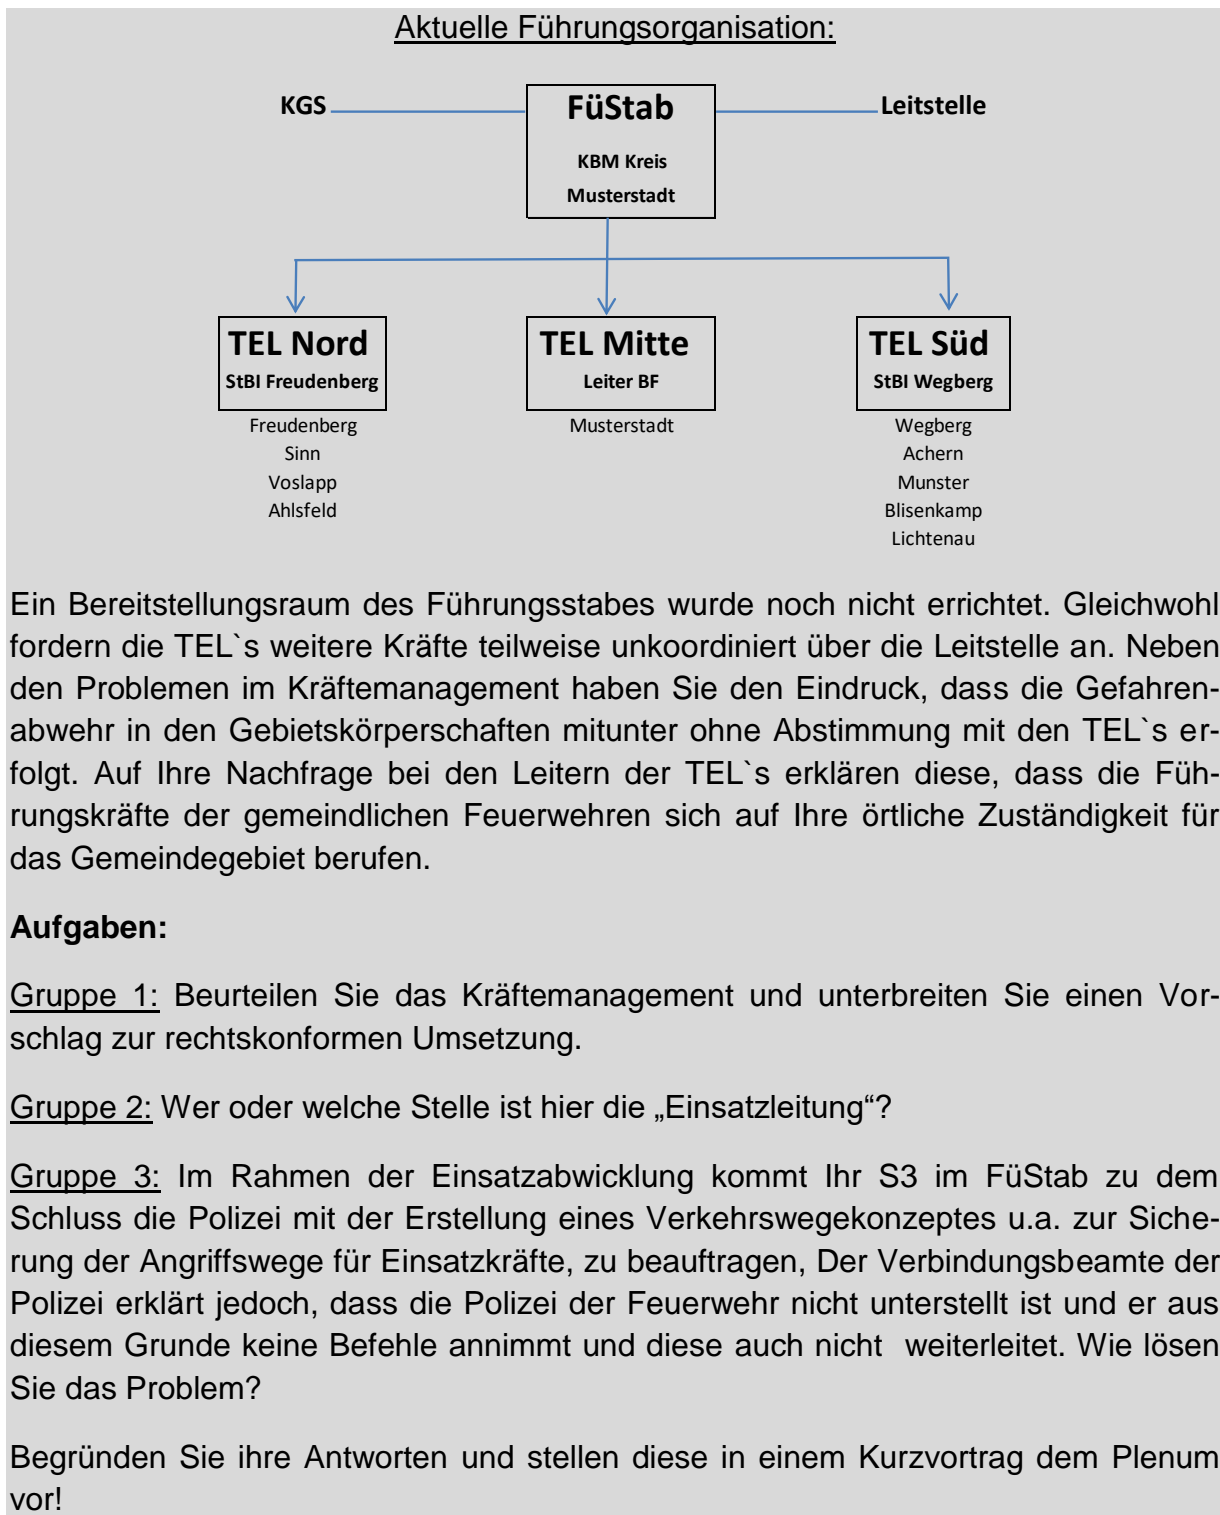 Aktuelle Führungsorganisation:
KGS
FüStab
Leitstelle
KBM Kreis
Musterstadt
TEL Nord
StBI Freudenberg
TEL Mitte
Leiter BF
TEL Süd
StBI Wegberg
Freudenberg
Sinn
Voslapp
Ahlsfeld
Musterstadt
Wegberg
Achern
Munster
Blisenkamp
Lichtenau
Ein Bereitstellungsraum des Führungsstabes wurde noch nicht errichtet. Gleichwohl
fordern die TEL`s weitere Kräfte teilweise unkoordiniert über die Leitstelle an. Neben
den Problemen im Kräftemanagement haben Sie den Eindruck, dass die Gefahren-
abwehr in den Gebietskörperschaften mitunter ohne Abstimmung mit den TEL`s er-
folgt. Auf Ihre Nachfrage bei den Leitern der TEL`s erklären diese, dass die Füh-
rungskräfte der gemeindlichen Feuerwehren sich auf Ihre örtliche Zuständigkeit für
das Gemeindegebiet berufen.
Aufgaben:
Gruppe 1: Beurteilen Sie das Kräftemanagement und unterbreiten Sie einen Vor-
schlag zur rechtskonformen Umsetzung.
Gruppe 2: Wer oder welche Stelle ist hier die „Einsatzleitung“?
Gruppe 3: Im Rahmen der Einsatzabwicklung kommt Ihr S3 im FüStab zu dem
Schluss die Polizei mit der Erstellung eines Verkehrswegekonzeptes u.a. zur Siche-
rung der Angriffswege für Einsatzkräfte, zu beauftragen, Der Verbindungsbeamte der
Polizei erklärt jedoch, dass die Polizei der Feuerwehr nicht unterstellt ist und er aus
diesem Grunde keine Befehle annimmt und diese auch nicht weiterleitet. Wie lösen
Sie das Problem?
Begründen Sie ihre Antworten und stellen diese in einem Kurzvortrag dem Plenum
vor!